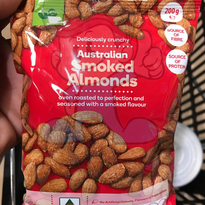 200g
SOURCE
OF
FIBRE
SOURCE
OF
PROTEIN
Deliciously crunchy
Australian
Smoked
Almonds
oven roasted to perfection and
seasoned with a smoked flavour